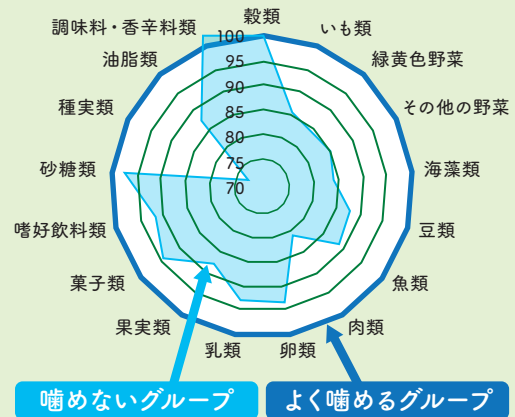 調味料・香辛料類
穀類
いも類
油脂類
緑黄色野菜
種実類
その他の野菜
砂糖類
海藻類
嗜好飲料類
豆類
菓子類
魚類
果実類
肉類
乳類
卵類
100
95
90
85
80
75
70
噛めないグループ
よく噛めるグループ